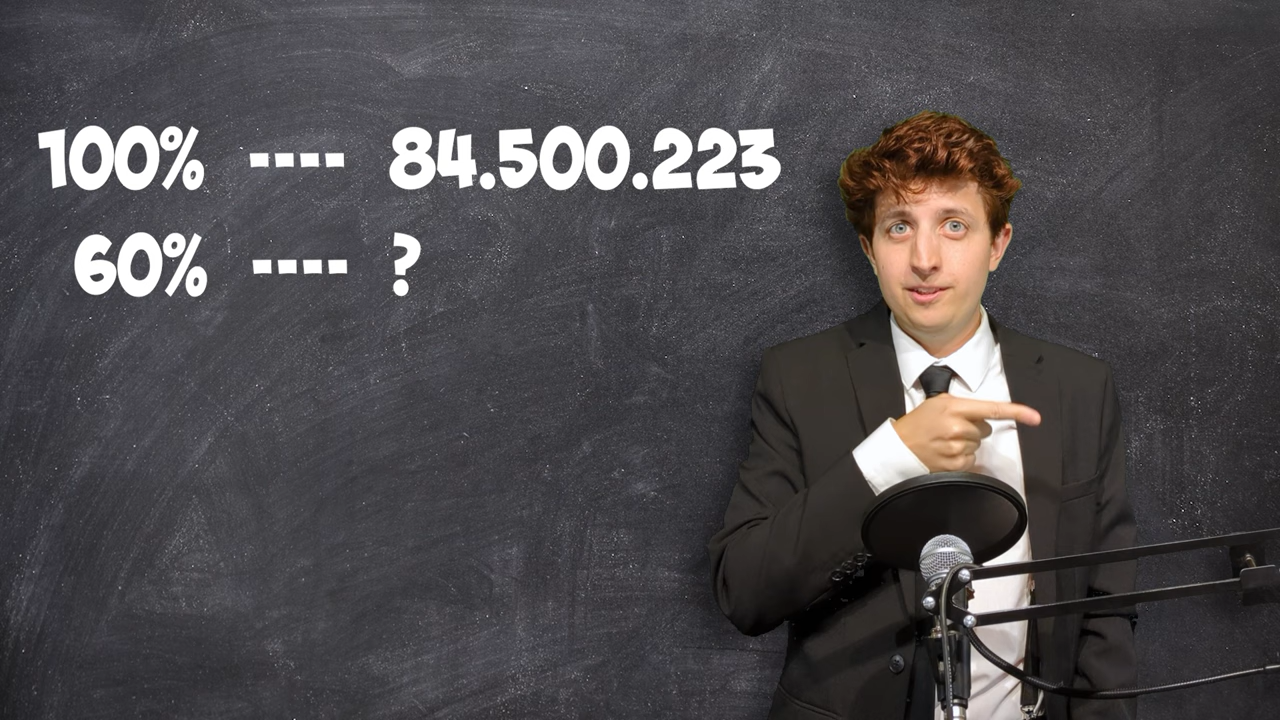 100% ---- 84.500.223
60% ---- ?